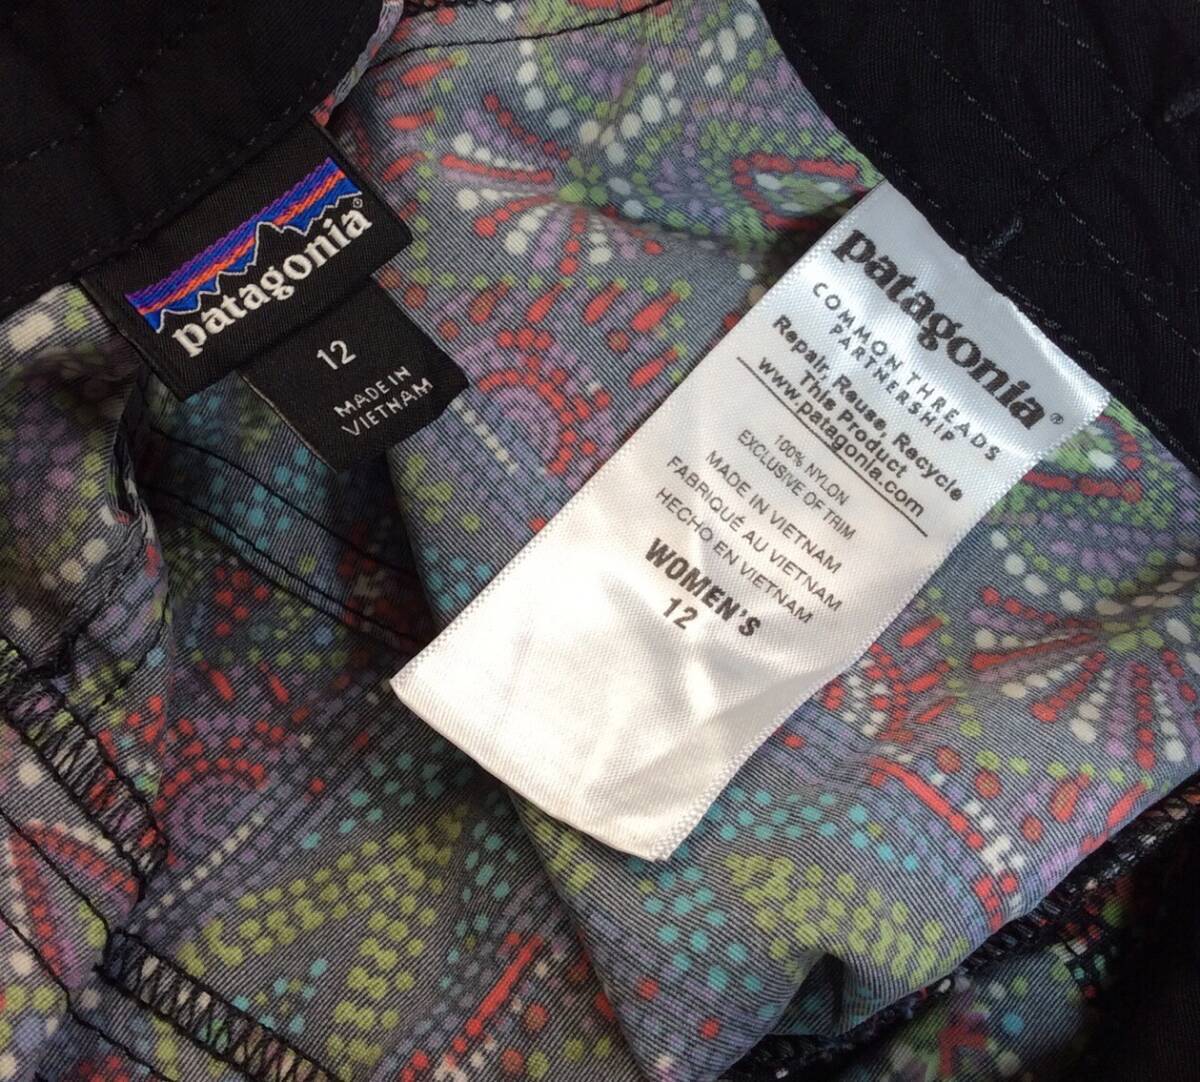 patagonia®
12
MADE IN
VIETNAM
patagonia®
COMMON THREADS
PARTNERSHIP
Repair, Reuse, Recycle
This Product
www.patagonia.com
100% NYLON
EXCLUSIVE OF TRIM
MADE IN VIETNAM
FABRIQUÉ AU VIETNAM
HECHO EN VIETNAM
WOMEN'S
12